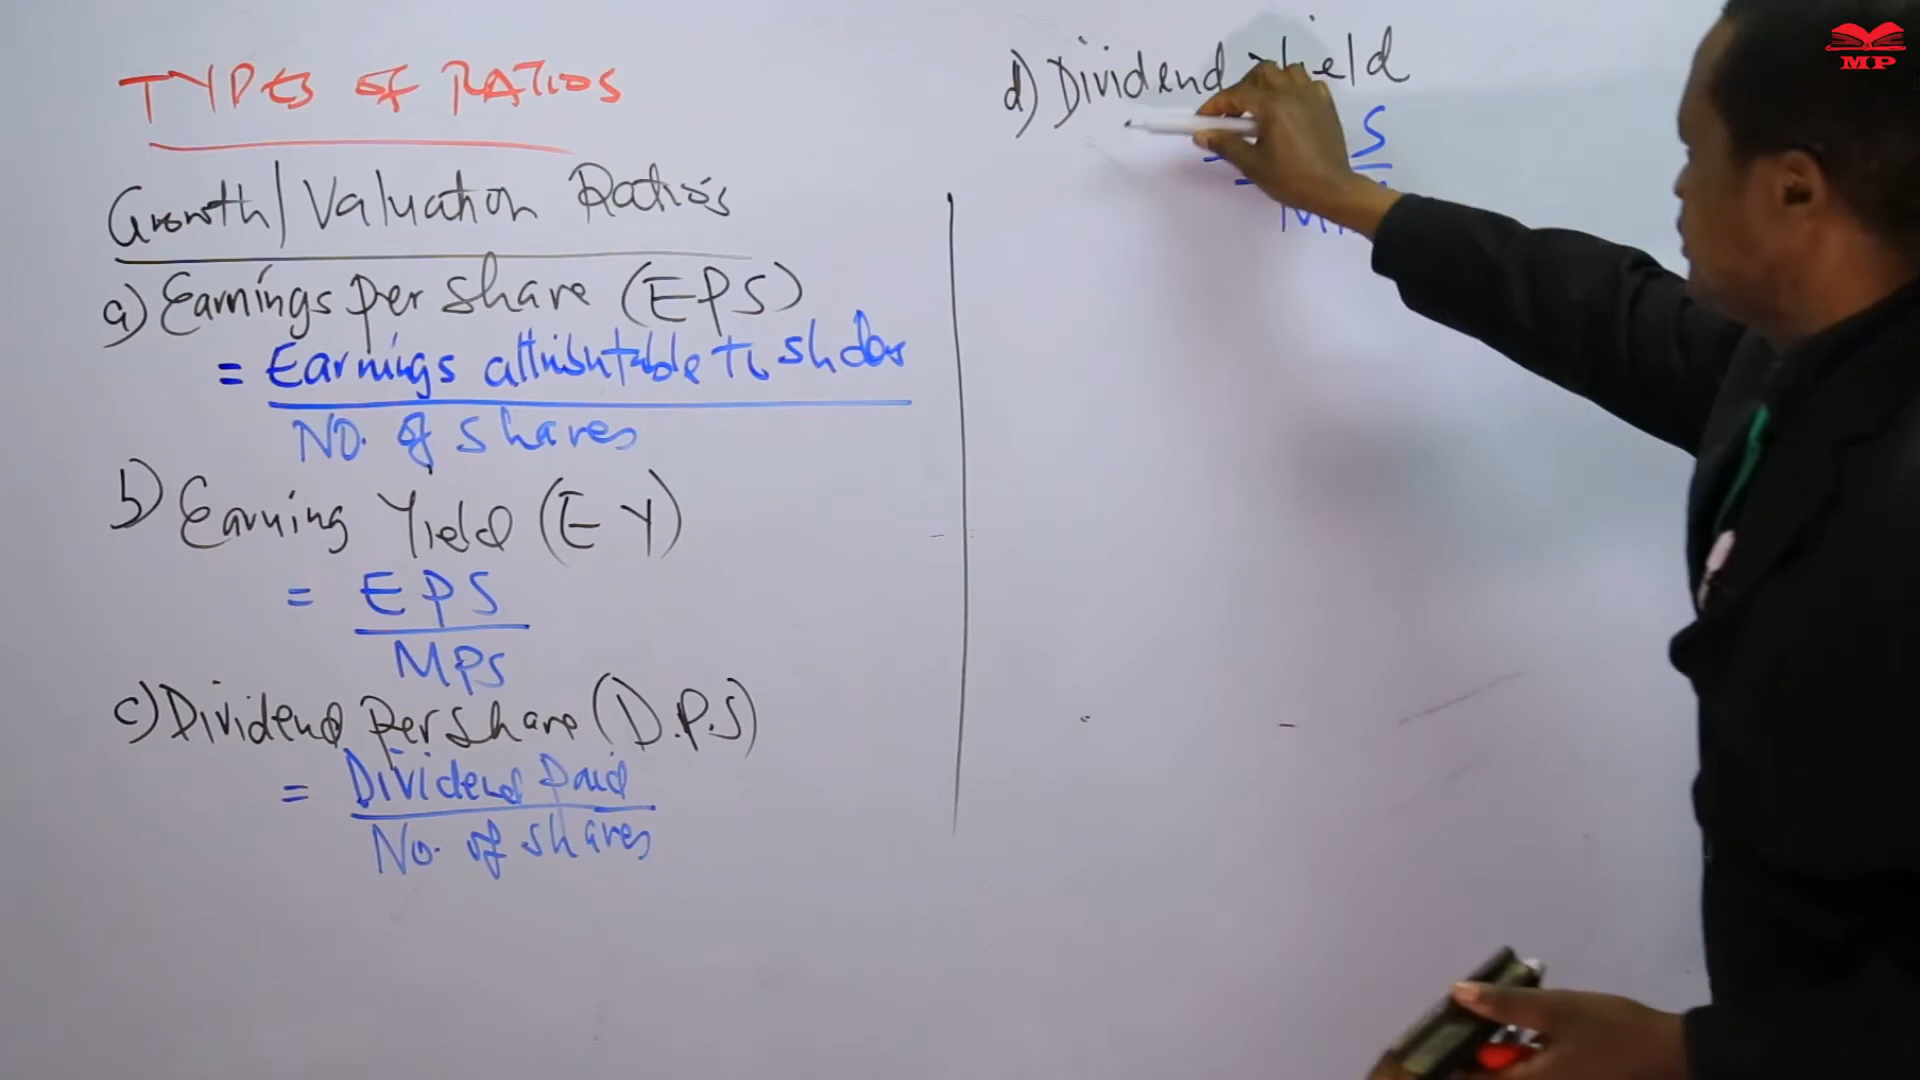 TYPES OF RATIOS
Growth/Valuation Ratios
a) Earnings per share (EPS)
= Earnings attributable to
No. of shares
b) Earning Yield (EY)
= EPS
MPS
c) Dividend Per Share (D.P.S)
= Dividend Paid
No. of shares
d) Dividend
S
MP